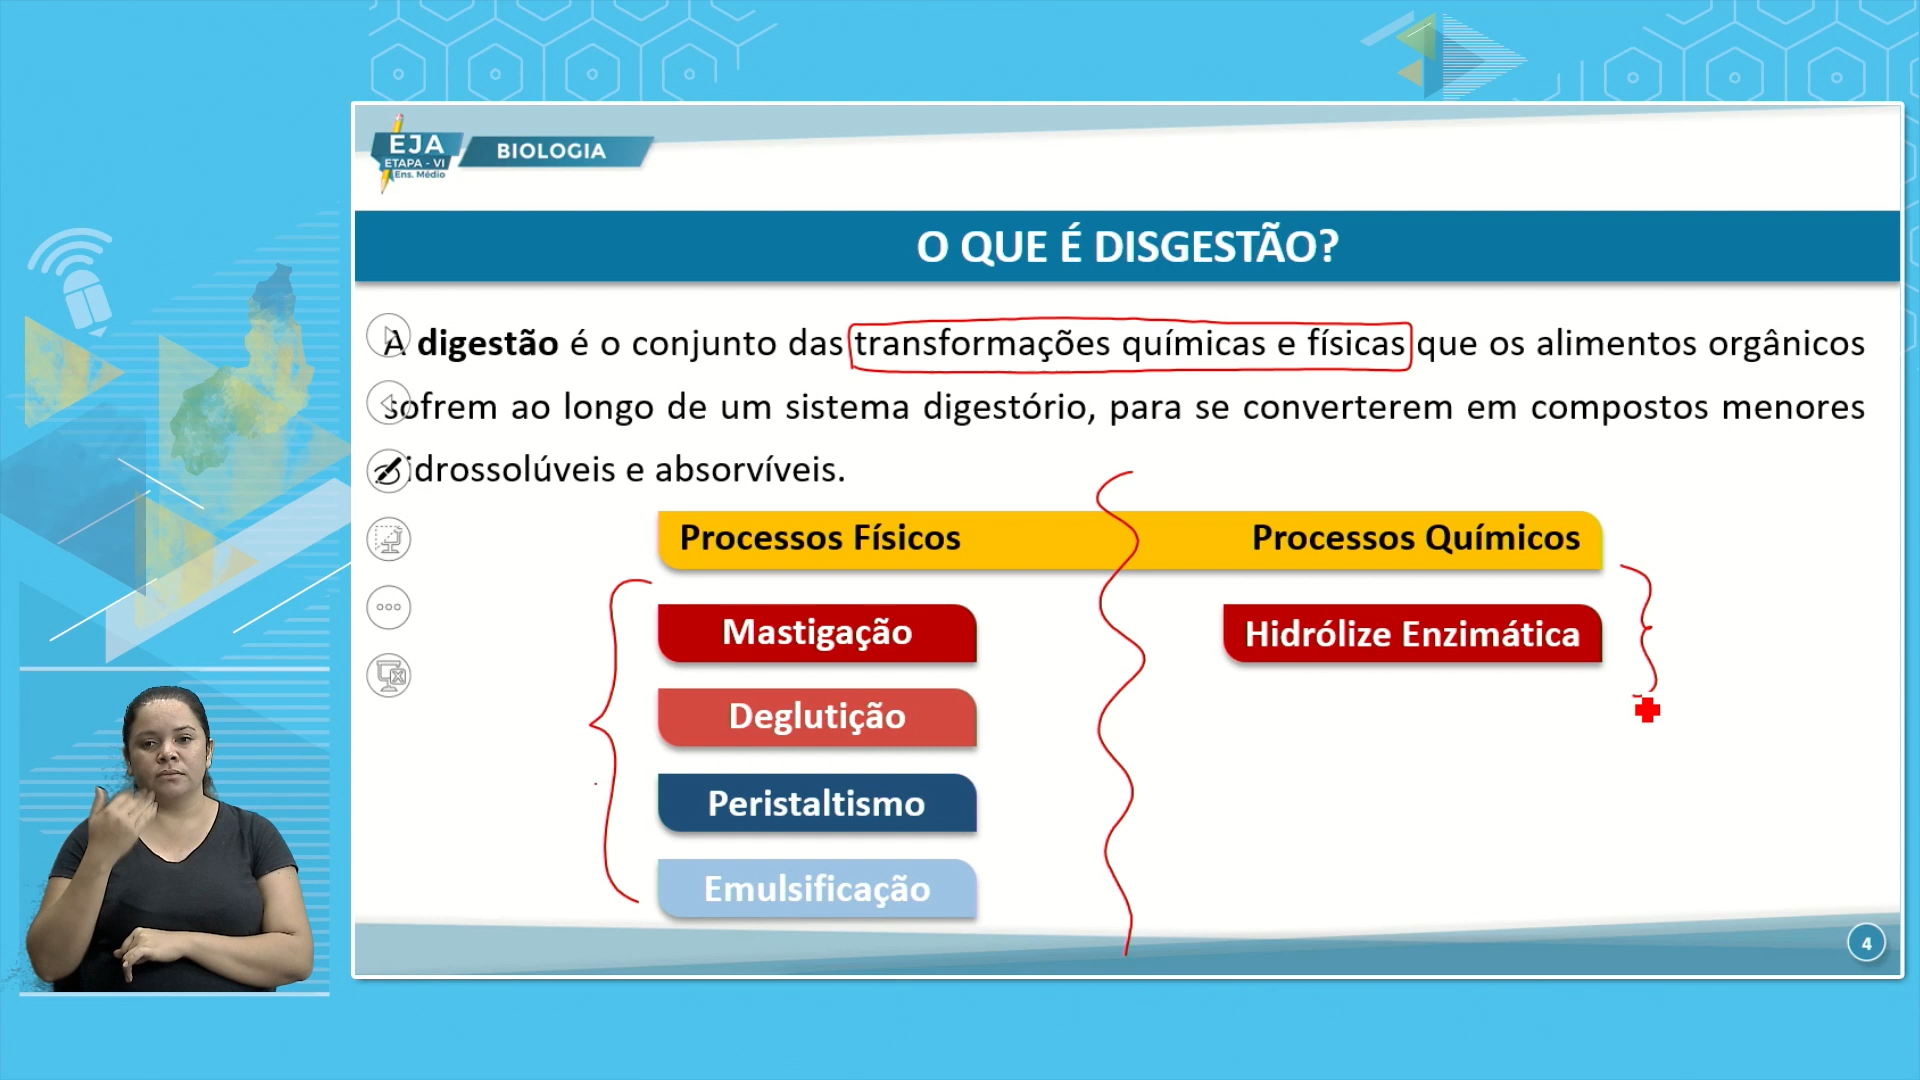 EJA
ETAPA - VI
Ens. Médio
BIOLOGIA
O QUE É DISGESTÃO?
A digestão é o conjunto das transformações químicas e físicas que os alimentos orgânicos
sofrem ao longo de um sistema digestório, para se converterem em compostos menores
idrossolúveis e absorvíveis.
Processos Físicos
Processos Químicos
Mastigação
Hidrólize Enzimática
Deglutição
Peristaltismo
Emulsificação
4